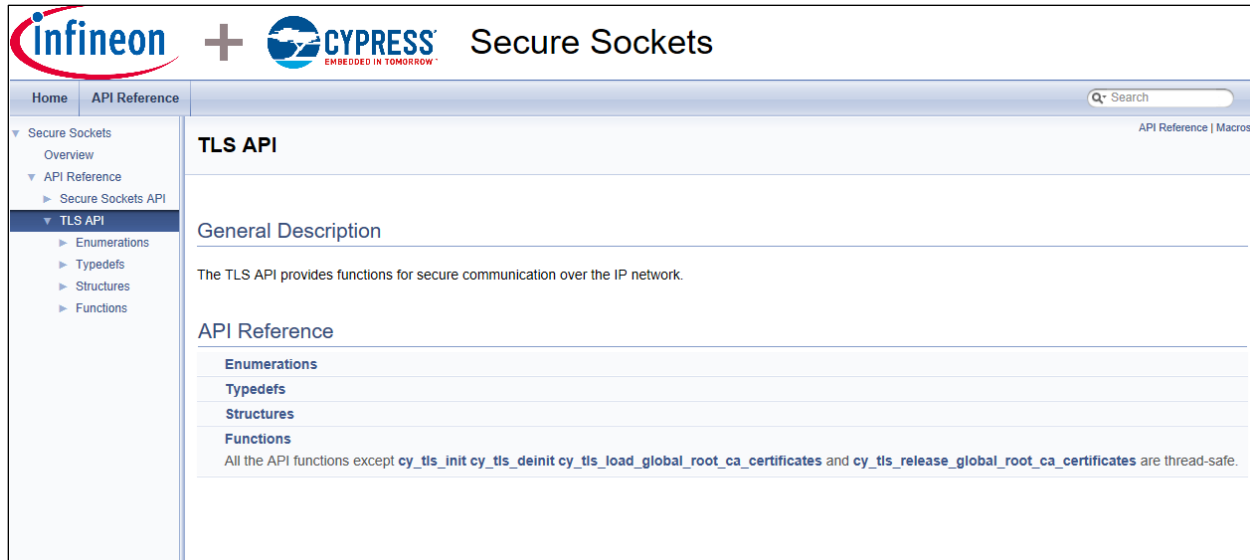 infineon + CYPRESS Secure Sockets
EMBEDDED IN TOMORROW
Home API Reference
Search
Secure Sockets
Overview
API Reference
Secure Sockets API
TLS API
Enumerations
Typedefs
Structures
Functions
API Reference | Macros
TLS API
General Description
The TLS API provides functions for secure communication over the IP network.
API Reference
Enumerations
Typedefs
Structures
Functions
All the API functions except cy_tls_init cy_tls_deinit cy_tls_load_global_root_ca_certificates and cy_tls_release_global_root_ca_certificates are thread-safe.